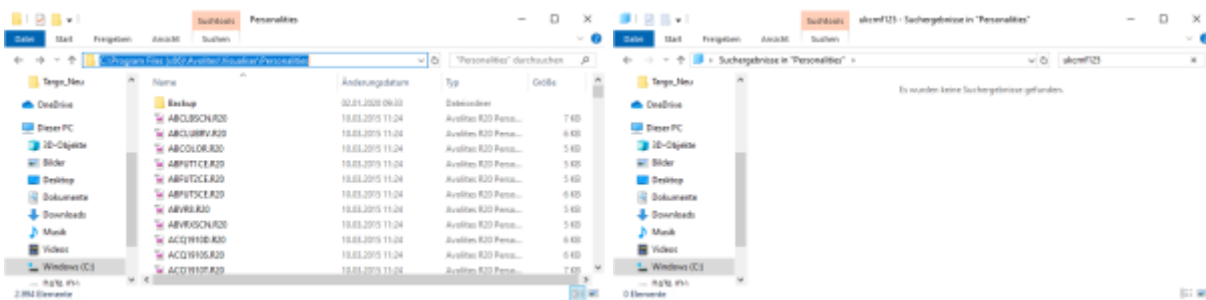 Suchtools Personalities
Datei Start Freigeben Ansicht Suchen
C:\Program Files (x86)\Avolites\Visualiser\Personalities
"Personalities" durchsuchen
Targo_Neu
OneDrive
Dieser PC
3D-Objekte
Bilder
Desktop
Dokumente
Downloads
Musik
Videos
Windows (C:)
Name Änderungsdatum Typ Größe
Backup 02.01.2020 09:33 Dateiordner
ABCLBSCN.R20 10.03.2015 11:24 Avolites R20 Perso... 7 KB
ABCLUBRV.R20 10.03.2015 11:24 Avolites R20 Perso... 6 KB
ABCOLOR.R20 10.03.2015 11:24 Avolites R20 Perso... 5 KB
ABFUT1CE.R20 10.03.2015 11:24 Avolites R20 Perso... 5 KB
ABFUT2CE.R20 10.03.2015 11:24 Avolites R20 Perso... 5 KB
ABFUTSCE.R20 10.03.2015 11:24 Avolites R20 Perso... 6 KB
10.03.2015 11:24 Avolites R20 Perso... 5 KB
ABVRXSCN.R20 10.03.2015 11:24 Avolites R20 Perso... 5 KB
ACQ1910D.R20 10.03.2015 11:24 Avolites R20 Perso... 6 KB
ACQ1910S.R20 10.03.2015 11:24 Avolites R20 Perso... 6 KB
ACQ1910T.R20 10.03.2015 11:24 Avolites R20 Perso... 7 KB
2.994 Elemente
Suchtools ukcmf123 - Suchergebnisse in "Personalities"
Datei Start Freigeben Ansicht Suchen
Suchergebnisse in "Personalities"
ukcmf123
Targo_Neu
OneDrive
Dieser PC
3D-Objekte
Bilder
Desktop
Dokumente
Downloads
Musik
Videos
Windows (C:)
Es wurden keine Suchergebnisse gefunden.
0 Elemente